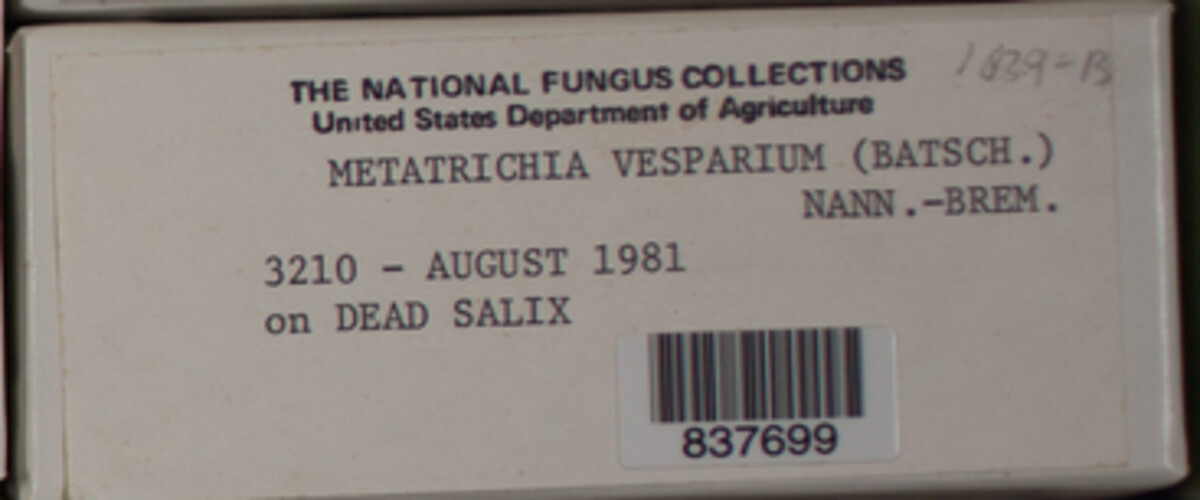 THE NATIONAL FUNGUS COLLECTIONS
United States Department of Agriculture
METATRICHIA VESPARIUM (BATSCH.)
NANN.-BREM.
3210 - AUGUST 1981
on DEAD SALIX
837699